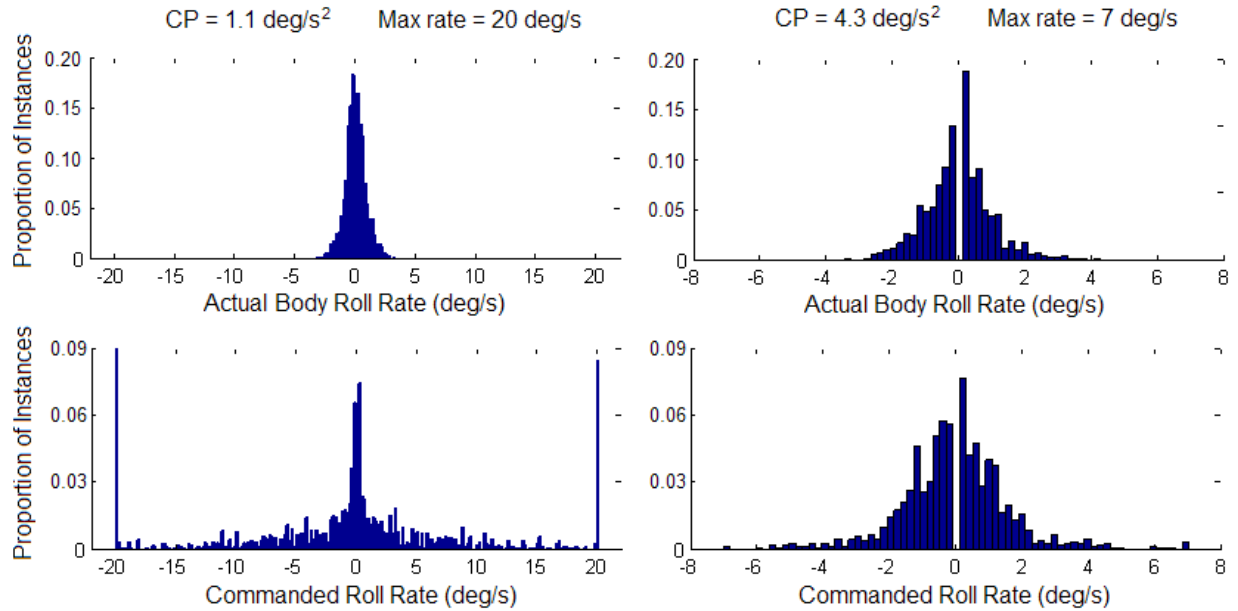 CP = 1.1 deg/s² Max rate = 20 deg/s
CP = 4.3 deg/s² Max rate = 7 deg/s
Proportion of Instances
0.20
0.15
0.10
0.05
0
-20 -15 -10 -5 0 5 10 15 20
Actual Body Roll Rate (deg/s)
0.20
0.15
0.10
0.05
0
-8 -6 -4 -2 0 2 4 6 8
Actual Body Roll Rate (deg/s)
Proportion of Instances
0.09
0.06
0.03
0
-20 -15 -10 -5 0 5 10 15 20
Commanded Roll Rate (deg/s)
0.09
0.06
0.03
0
-8 -6 -4 -2 0 2 4 6 8
Commanded Roll Rate (deg/s)